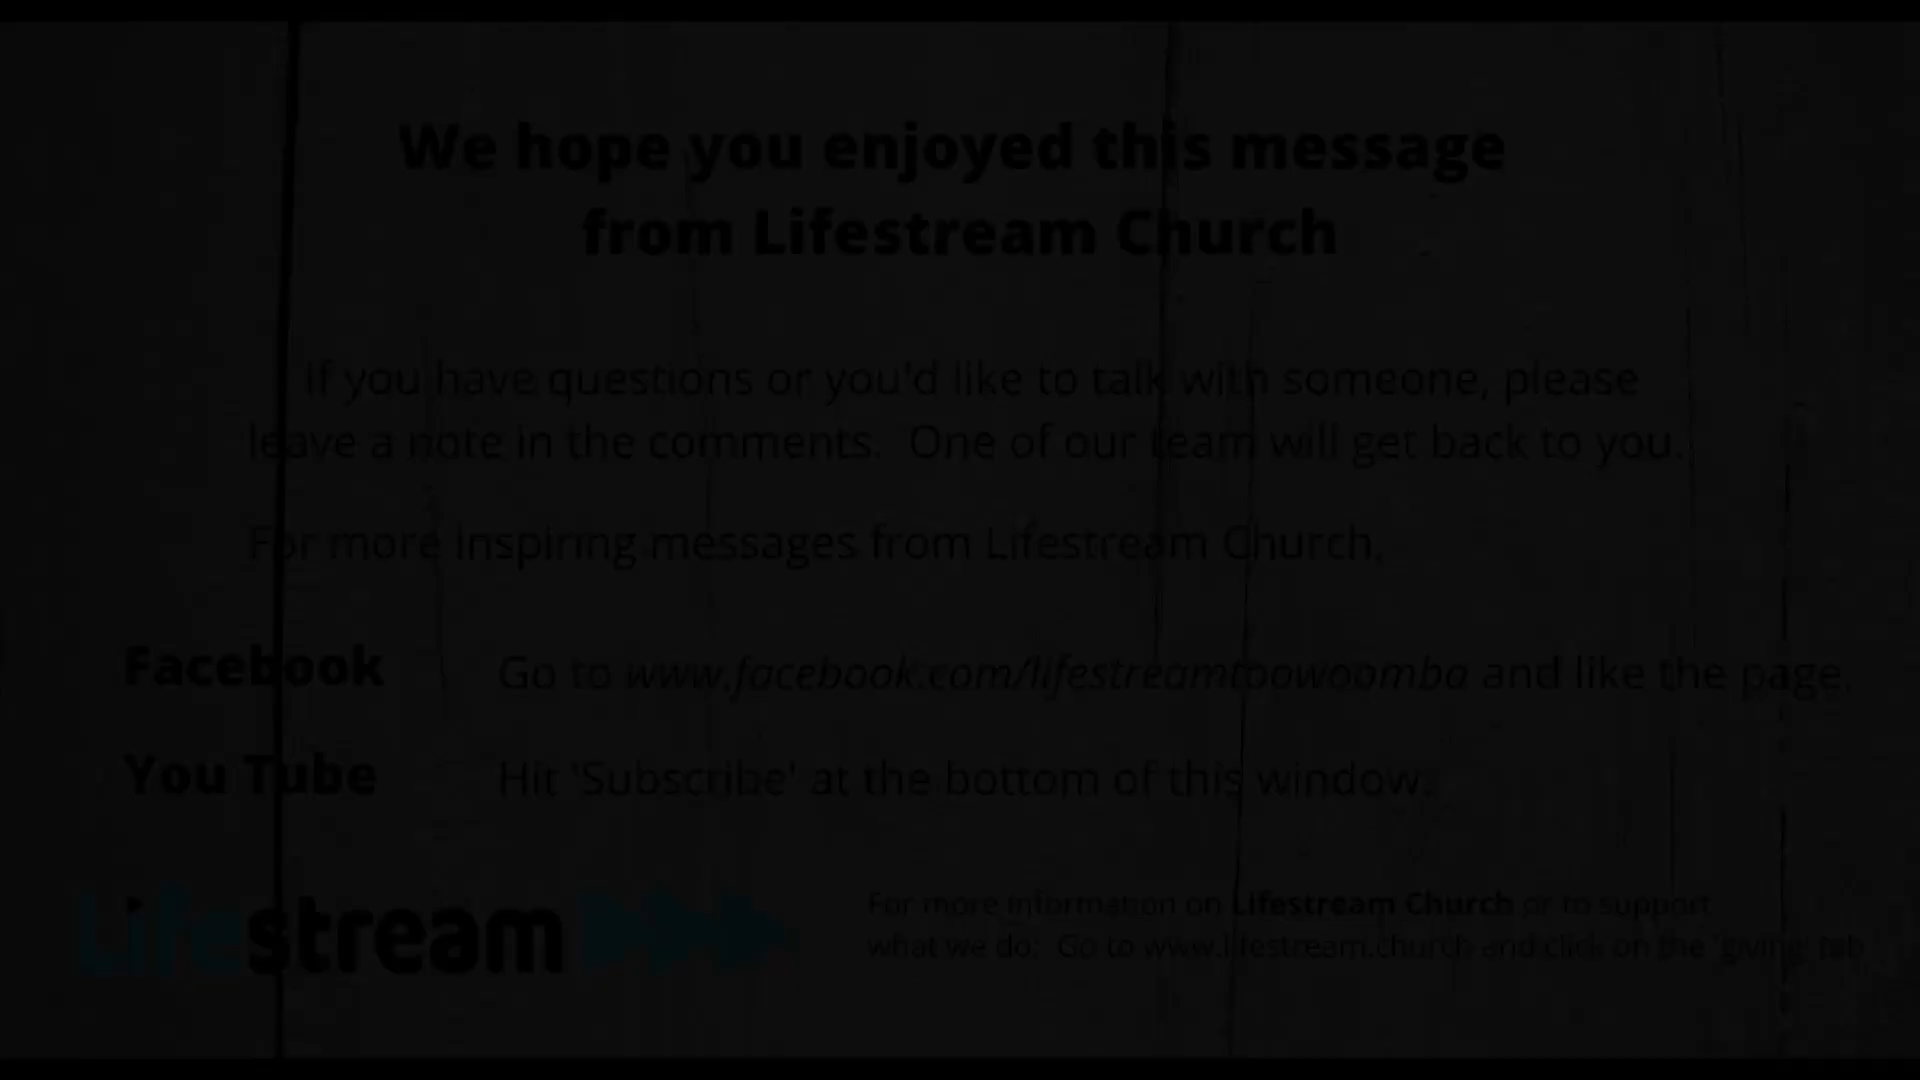 We hope you enjoyed this message
from Lifestream Church
If you have questions or you'd like to talk with someone, please
leave a note in the comments.  One of our team will get back to you.
For more inspiring messages from Lifestream Church,
Facebook
Go to www.facebook.com/lifestreamtoowoomba and like the page.
You Tube
Hit 'Subscribe' at the bottom of this window.
Lifestream
For more information on Lifestream Church or to support
what we do:  Go to www.lifestream.church and click on the 'giving' tab